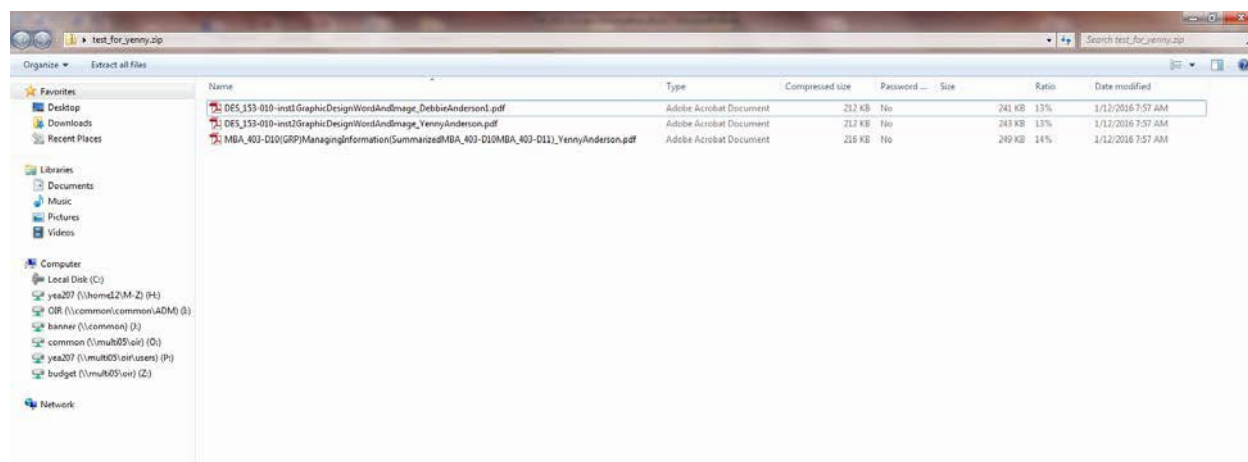 test_for_yenny.zip
Search test_for_yenny.zip
Organize Extract all files
Name Type Compressed size Password ... Size Ratio Date modified
DES_153-010-inst1GraphicDesignWordAndImage_DebbieAnderson1.pdf Adobe Acrobat Document 212 KB No 241 KB 13% 1/12/2016 7:57 AM
DES_153-010-inst2GraphicDesignWordAndImage_YennyAnderson.pdf Adobe Acrobat Document 212 KB No 243 KB 13% 1/12/2016 7:57 AM
MBA_403-D10(GRP)ManagingInformation(SummarizedMBA_403-D10MBA_403-D11)_YennyAnderson.pdf Adobe Acrobat Document 216 KB No 249 KB 14% 1/12/2016 7:57 AM
Favorites
Desktop
Downloads
Recent Places
Libraries
Documents
Music
Pictures
Videos
Computer
Local Disk (C:)
yea207 (\\home12\M-Z) (H:)
OIR (\\common\common\ADM) (I:)
banner (\\common) (J:)
common (\\multi05\oir) (O:)
yea207 (\\multi05\oir\users) (P:)
budget (\\multi05\oir) (Z:)
Network